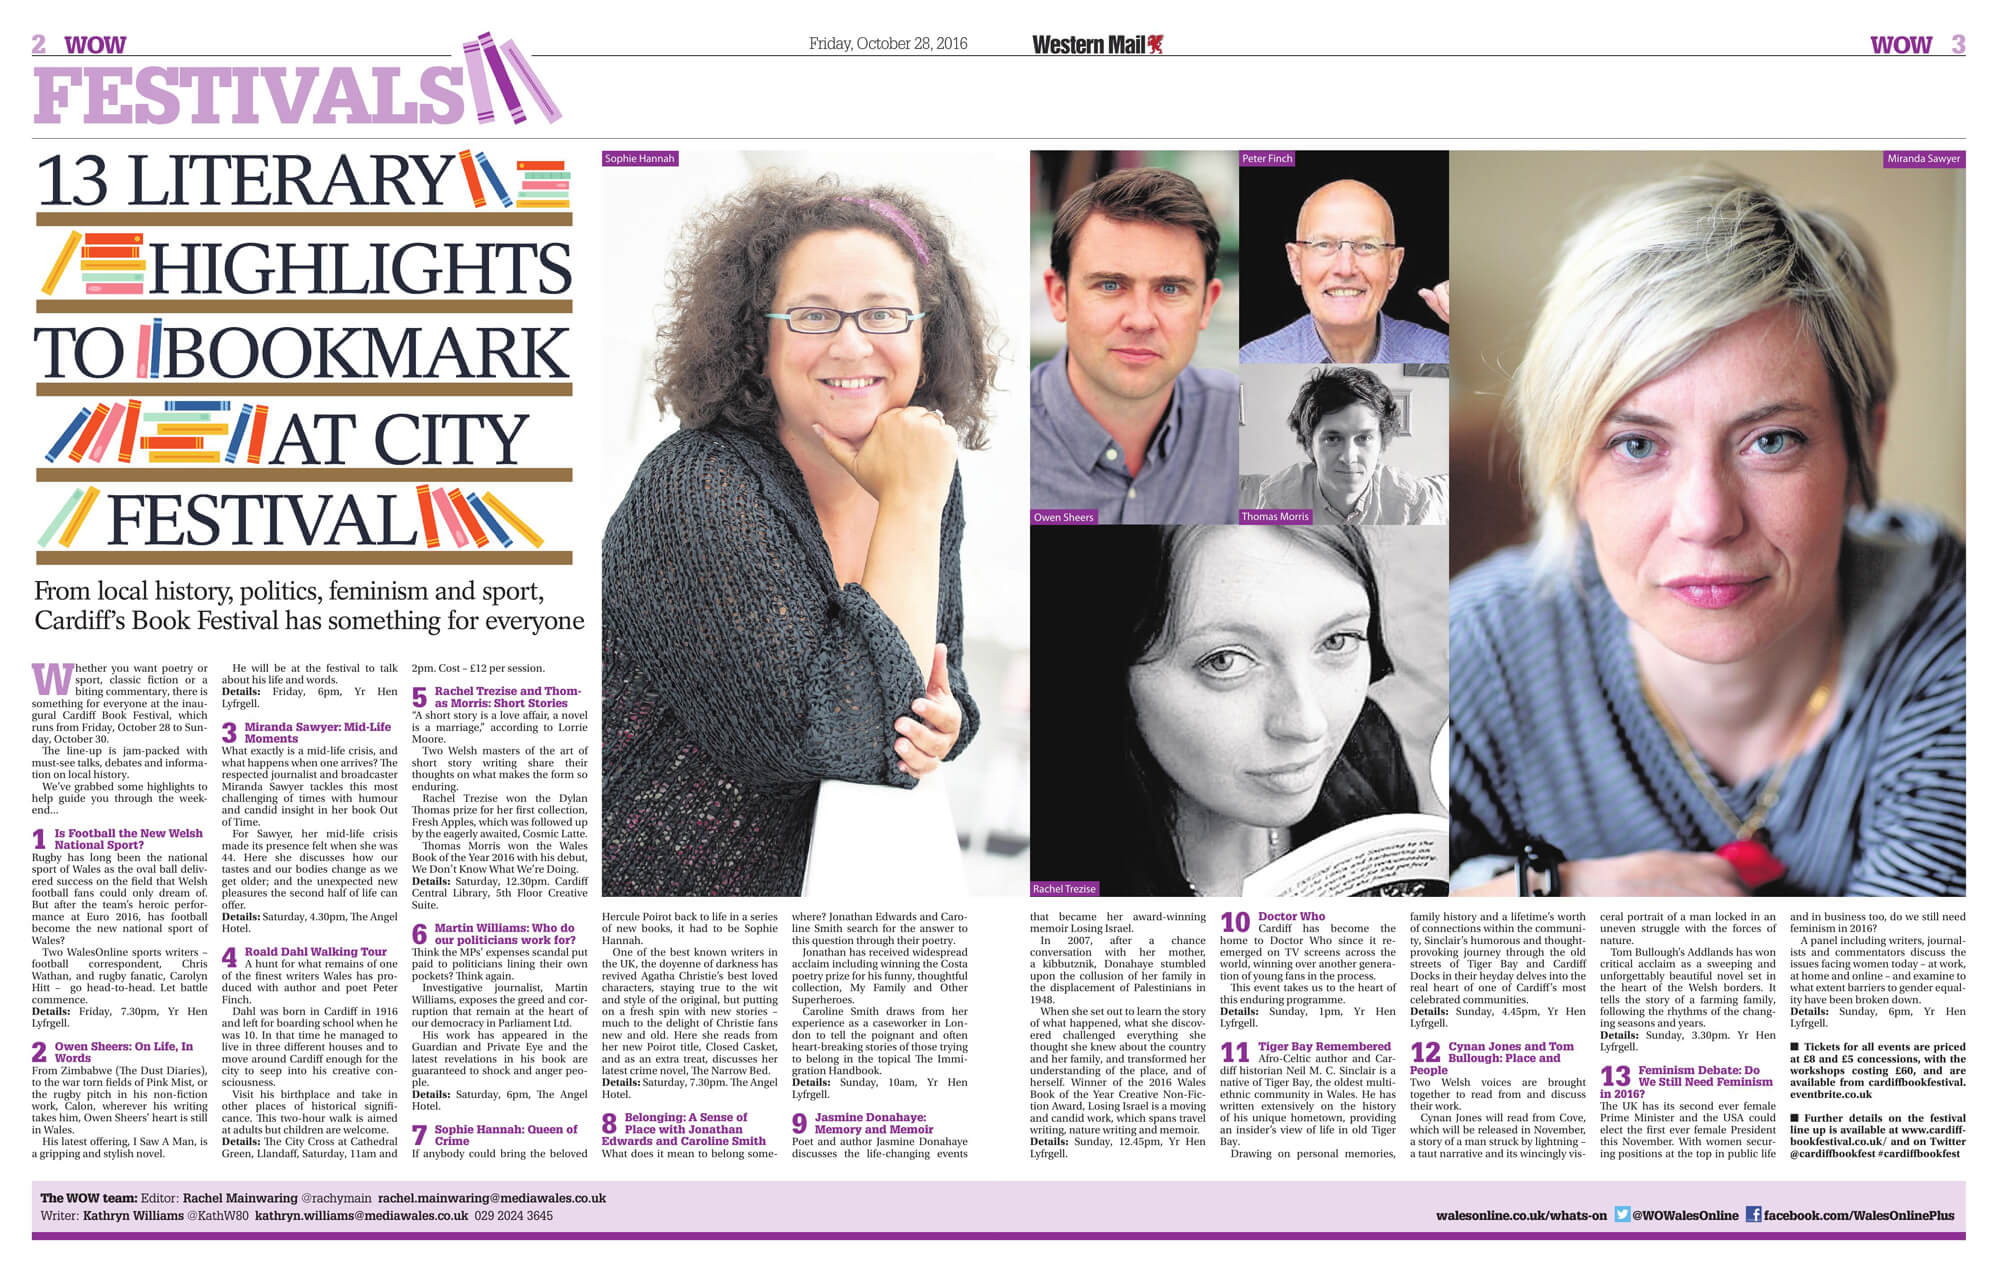 2 WOW
Friday, October 28, 2016
Western Mail
WOW 3
FESTIVALS
13 LITERARY
HIGHLIGHTS
TO BOOKMARK
AT CITY
FESTIVAL
From local history, politics, feminism and sport,
Cardiff's Book Festival has something for everyone
Sophie Hannah
Owen Sheers
Peter Finch
Thomas Morris
Rachel Trezise
Miranda Sawyer
Whether you want poetry or
sport, classic fiction or a
biting commentary, there is
something for everyone at the inau-
gural Cardiff Book Festival, which
runs from Friday, October 28 to Sun-
day, October 30.
The line-up is jam-packed with
must-see talks, debates and informa-
tion on local history.
We've grabbed some highlights to
help guide you through the week-
end...
1 Is Football the New Welsh
National Sport?
Rugby has long been the national
sport of Wales as the oval ball deliv-
ered success on the field that Welsh
football fans could only dream of.
But after the team's heroic perfor-
mance at Euro 2016, has football
become the new national sport of
Wales?
Two WalesOnline sports writers –
football correspondent, Chris
Wathan, and rugby fanatic, Carolyn
Hitt – go head-to-head. Let battle
commence.
Details: Friday, 7.30pm, Yr Hen
Lyfrgell.
2 Owen Sheers: On Life, In
Words
From Zimbabwe (The Dust Diaries),
to the war torn fields of Pink Mist, or
the rugby pitch in his non-fiction
work, Calon, wherever his writing
takes him, Owen Sheers' heart is still
in Wales.
His latest offering, I Saw A Man, is
a gripping and stylish novel.
He will be at the festival to talk
about his life and words.
Details: Friday, 6pm, Yr Hen
Lyfrgell.
3 Miranda Sawyer: Mid-Life
Moments
What exactly is a mid-life crisis, and
what happens when one arrives? The
respected journalist and broadcaster
Miranda Sawyer tackles this most
challenging of times with humour
and candid insight in her book Out
of Time.
For Sawyer, her mid-life crisis
made its presence felt when she was
44. Here she discusses how our
tastes and our bodies change as we
get older; and the unexpected new
pleasures the second half of life can
offer.
Details: Saturday, 4.30pm, The Angel
Hotel.
4 Roald Dahl Walking Tour
A hunt for what remains of one
of the finest writers Wales has pro-
duced with author and poet Peter
Finch.
Dahl was born in Cardiff in 1916
and left for boarding school when he
was 10. In that time he managed to
live in three different houses and to
move around Cardiff enough for the
city to seep into his creative con-
sciousness.
Visit his birthplace and take in
other places of historical signifi-
cance. This two-hour walk is aimed
at adults but children are welcome.
Details: The City Cross at Cathedral
Green, Llandaff, Saturday, 11am and
2pm. Cost – £12 per session.
5 Rachel Trezise and Thom-
as Morris: Short Stories
"A short story is a love affair, a novel
is a marriage," according to Lorrie
Moore.
Two Welsh masters of the art of
short story writing share their
thoughts on what makes the form so
enduring.
Rachel Trezise won the Dylan
Thomas prize for her first collection,
Fresh Apples, which was followed up
by the eagerly awaited, Cosmic Latte.
Thomas Morris won the Wales
Book of the Year 2016 with his debut,
We Don't Know What We're Doing.
Details: Saturday, 12.30pm. Cardiff
Central Library, 5th Floor Creative
Suite.
6 Martin Williams: Who do
our politicians work for?
Think the MPs' expenses scandal put
paid to politicians lining their own
pockets? Think again.
Investigative journalist, Martin
Williams, exposes the greed and cor-
ruption that remain at the heart of
our democracy in Parliament Ltd.
His work has appeared in the
Guardian and Private Eye and the
latest revelations in his book are
guaranteed to shock and anger peo-
ple.
Details: Saturday, 6pm, The Angel
Hotel.
7 Sophie Hannah: Queen of
Crime
If anybody could bring the beloved
Hercule Poirot back to life in a series
of new books, it had to be Sophie
Hannah.
One of the best known writers in
the UK, the doyenne of darkness has
revived Agatha Christie's best loved
characters, staying true to the wit
and style of the original, but putting
on a fresh spin with new stories –
much to the delight of Christie fans
new and old. Here she reads from
her new Poirot title, Closed Casket,
and as an extra treat, discusses her
latest crime novel, The Narrow Bed.
Details: Saturday, 7.30pm. The Angel
Hotel.
8 Belonging: A Sense of
Place with Jonathan
Edwards and Caroline Smith
What does it mean to belong some-
where? Jonathan Edwards and Caro-
line Smith search for the answer to
this question through their poetry.
Jonathan has received widespread
acclaim including winning the Costa
poetry prize for his funny, thoughtful
collection, My Family and Other
Superheroes.
Caroline Smith draws from her
experience as a caseworker in Lon-
don to tell the poignant and often
heart-breaking stories of those trying
to belong in the topical The Immi-
gration Handbook.
Details: Sunday, 10am, Yr Hen
Lyfrgell.
9 Jasmine Donahaye:
Memory and Memoir
Poet and author Jasmine Donahaye
discusses the life-changing events
that became her award-winning
memoir Losing Israel.
In 2007, after a chance
conversation with her mother,
a kibbutznik, Donahaye stumbled
upon the collusion of her family in
the displacement of Palestinians in
1948.
When she set out to learn the story
of what happened, what she discov-
ered challenged everything she
thought she knew about the country
and her family, and transformed her
understanding of the place, and of
herself. Winner of the 2016 Wales
Book of the Year Creative Non-Fic-
tion Award, Losing Israel is a moving
and candid work, which spans travel
writing, nature writing and memoir.
Details: Sunday, 12.45pm, Yr Hen
Lyfrgell.
10 Doctor Who
Cardiff has become the
home to Doctor Who since it re-
emerged on TV screens across the
world, winning over another genera-
tion of young fans in the process.
This event takes us to the heart of
this enduring programme.
Details: Sunday, 1pm, Yr Hen
Lyfrgell.
11 Tiger Bay Remembered
Afro-Celtic author and Car-
diff historian Neil M. C. Sinclair is a
native of Tiger Bay, the oldest multi-
ethnic community in Wales. He has
written extensively on the history
of his unique hometown, providing
an insider's view of life in old Tiger
Bay.
Drawing on personal memories,
family history and a lifetime's worth
of connections within the communi-
ty, Sinclair's humorous and thought-
provoking journey through the old
streets of Tiger Bay and Cardiff
Docks in their heyday delves into the
real heart of one of Cardiff's most
celebrated communities.
Details: Sunday, 4.45pm, Yr Hen
Lyfrgell.
12 Cynan Jones and Tom
Bullough: Place and
People
Two Welsh voices are brought
together to read from and discuss
their work.
Cynan Jones will read from Cove,
which will be released in November,
a story of a man struck by lightning –
a taut narrative and its wincingly vis-
ceral portrait of a man locked in an
uneven struggle with the forces of
nature.
Tom Bullough's Addlands has won
critical acclaim as a sweeping and
unforgettably beautiful novel set in
the heart of the Welsh borders. It
tells the story of a farming family,
following the rhythms of the chang-
ing seasons and years.
Details: Sunday, 3.30pm. Yr Hen
Lyfrgell.
13 Feminism Debate: Do
We Still Need Feminism
in 2016?
The UK has its second ever female
Prime Minister and the USA could
elect the first ever female President
this November. With women secur-
ing positions at the top in public life
and in business too, do we still need
feminism in 2016?
A panel including writers, journal-
ists and commentators discuss the
issues facing women today – at work,
at home and online – and examine to
what extent barriers to gender equal-
ity have been broken down.
Details: Sunday, 6pm, Yr Hen
Lyfrgell.
■ Tickets for all events are priced
at £8 and £5 concessions, with the
workshops costing £60, and are
available from cardiffbookfestival.
eventbrite.co.uk
■ Further details on the festival
line up is available at www.cardiff-
bookfestival.co.uk/ and on Twitter
@cardiffbookfest #cardiffbookfest
The WOW team: Editor: Rachel Mainwaring @rachymain rachel.mainwaring@mediawales.co.uk
Writer: Kathryn Williams @KathW80 kathryn.williams@mediawales.co.uk 029 2024 3645
walesonline.co.uk/whats-on @WOWalesOnline facebook.com/WalesOnlinePlus